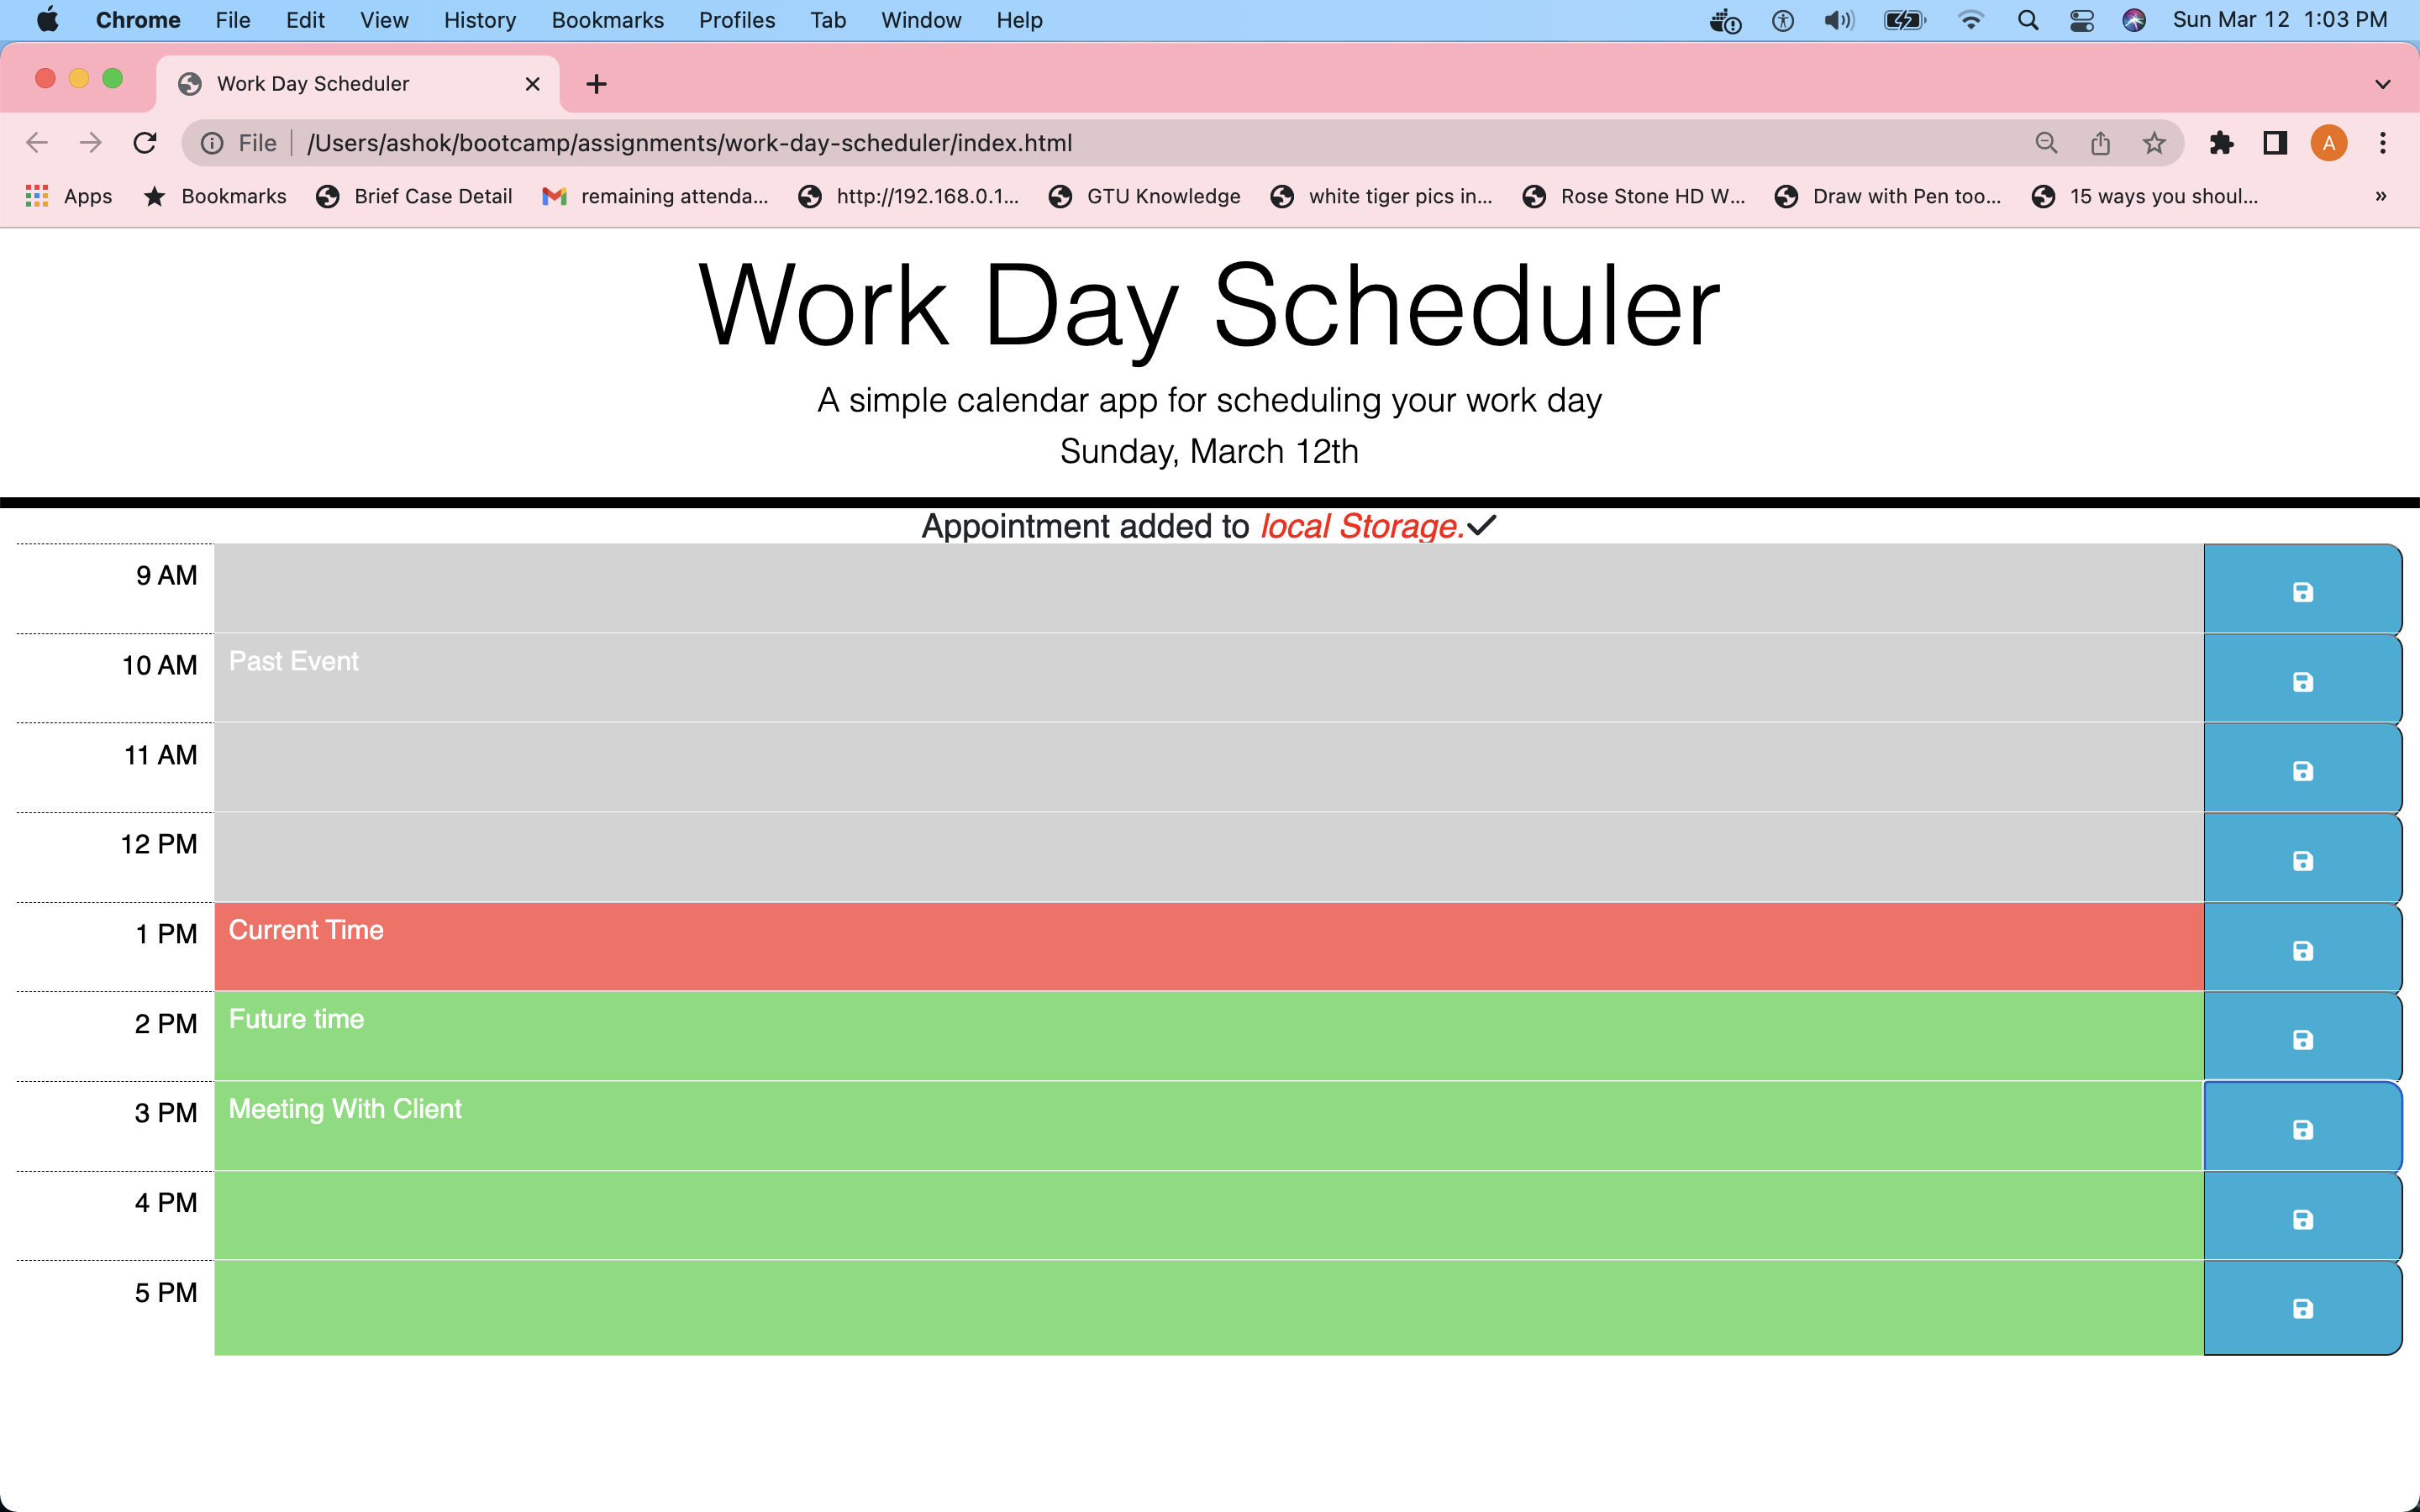 Chrome File Edit View History Bookmarks Profiles Tab Window Help Sun Mar 12 1:03 PM
Work Day Scheduler
File /Users/ashok/bootcamp/assignments/work-day-scheduler/index.html A
Apps Bookmarks Brief Case Detail remaining attenda... http://192.168.0.1... GTU Knowledge white tiger pics in... Rose Stone HD W... Draw with Pen too... 15 ways you shoul... »
Work Day Scheduler
A simple calendar app for scheduling your work day
Sunday, March 12th
Appointment added to local Storage.✓
9 AM
10 AM Past Event
11 AM
12 PM
1 PM Current Time
2 PM Future time
3 PM Meeting With Client
4 PM
5 PM